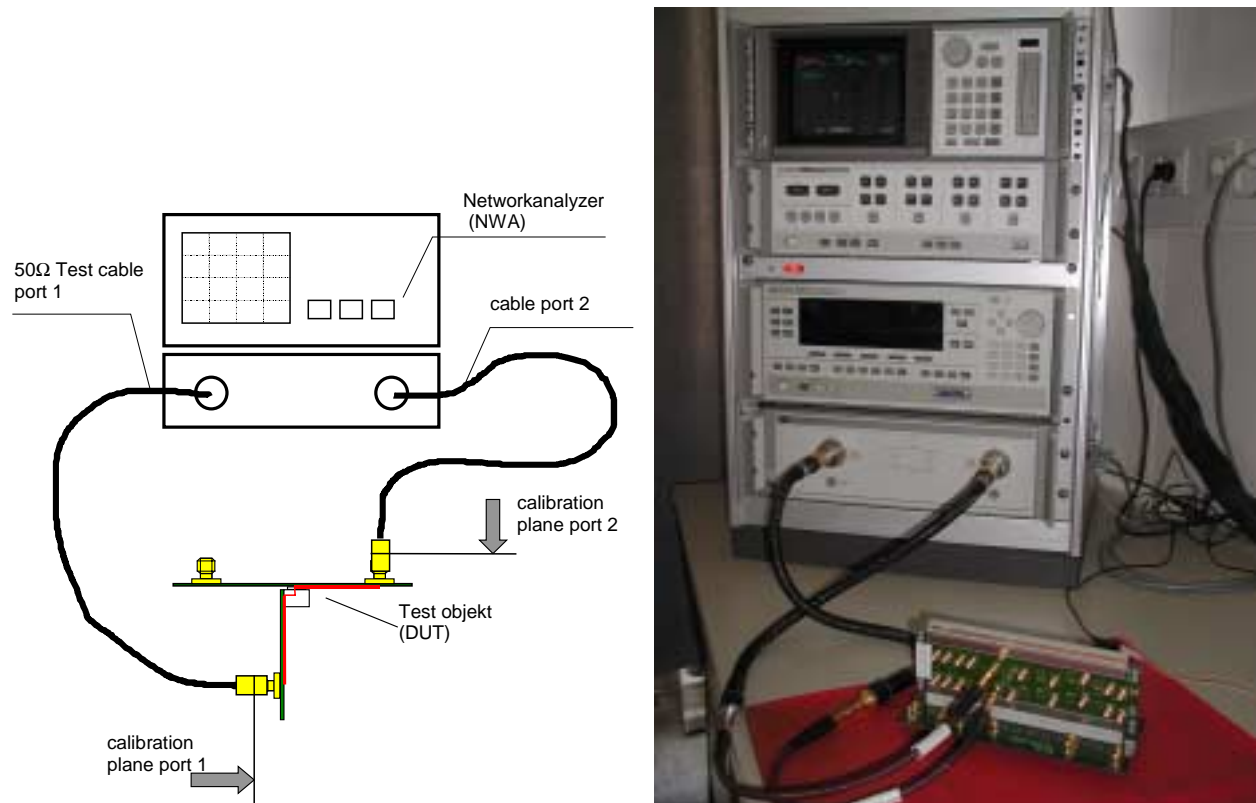 Networkanalyzer
(NWA)
50Ω Test cable
port 1
cable port 2
calibration
plane port 2
Test objekt
(DUT)
calibration
plane port 1